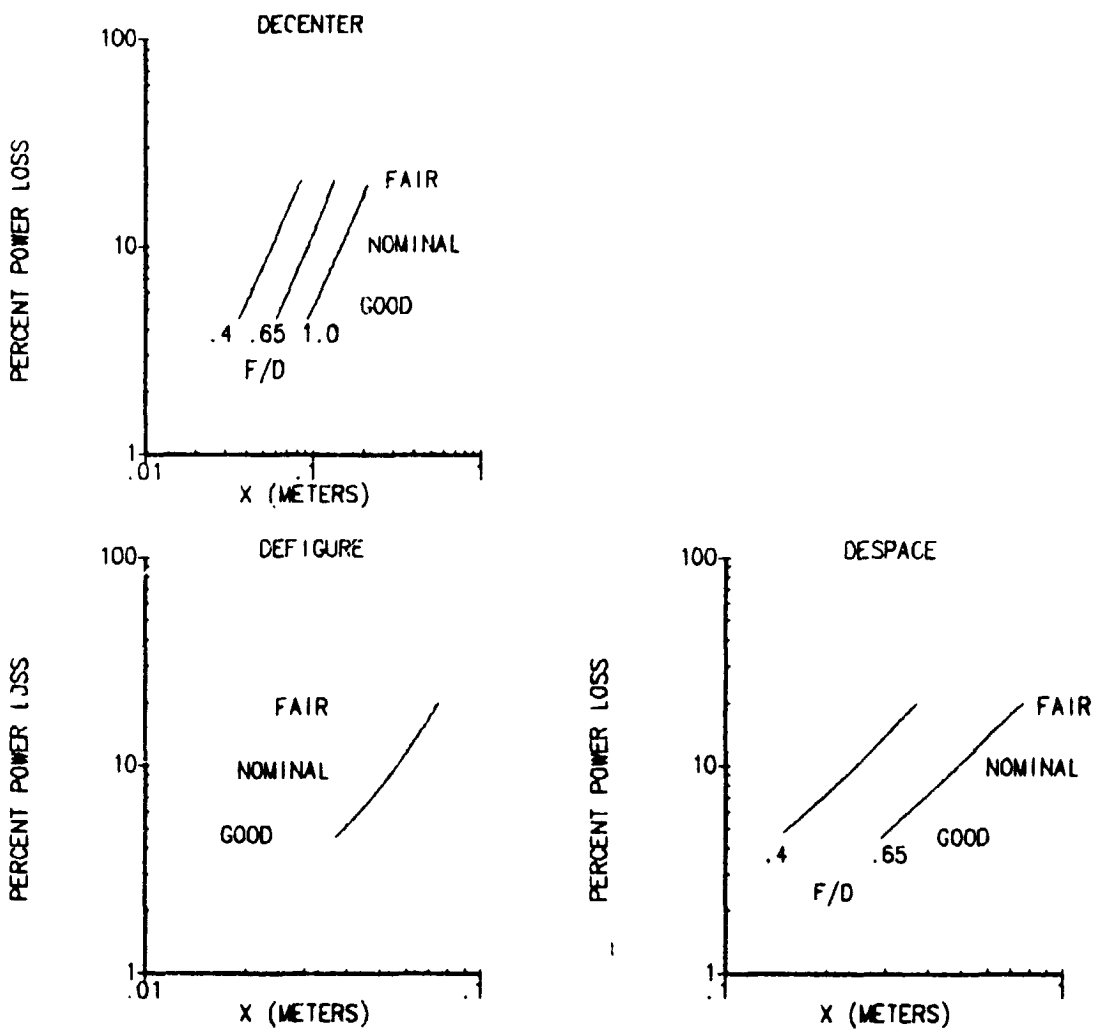 DECENTER
100
10
1
PERCENT POWER LOSS
FAIR
NOMINAL
GOOD
.4 .65 1.0
F/D
.01 .1 1
X (METERS)
DEFIGURE
100
10
1
PERCENT POWER LOSS
FAIR
NOMINAL
GOOD
.01 .1
X (METERS)
DESPACE
100
10
1
PERCENT POWER LOSS
FAIR
NOMINAL
GOOD
.4 .65
F/D
.1 1
X (METERS)